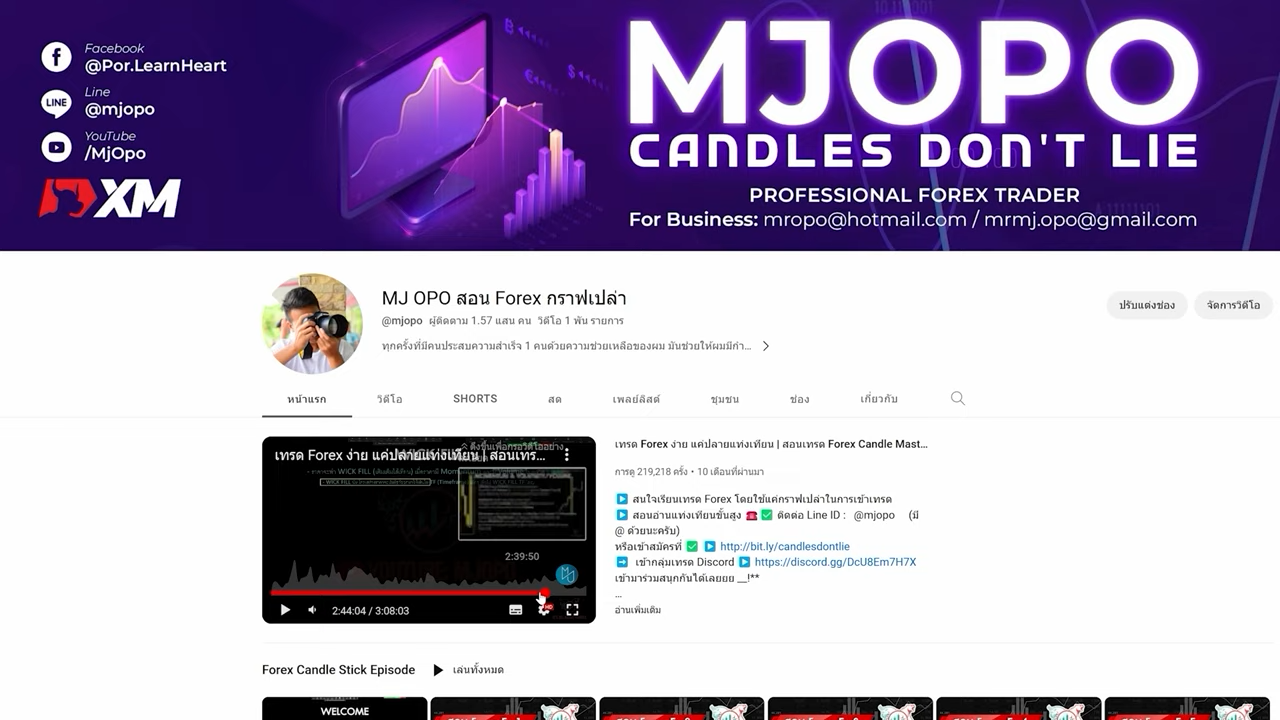 Facebook
@Por.LearnHeart
LINE
Line
@mjopo
YouTube
/MjOpo
XM
MJOPO
CANDLES DON'T LIE
PROFESSIONAL FOREX TRADER
For Business: mropo@hotmail.com / mrmj.opo@gmail.com
MJ OPO สอน Forex กราฟเปล่า
@mjopo ผู้ติดตาม 1.57 แสน คน วิดีโอ 1 พัน รายการ
ทุกครั้งที่มีคนประสบความสำเร็จ 1 คนด้วยความช่วยเหลือของผม มันช่วยให้ผมมีกำ...
ปรับแต่งช่อง
จัดการวิดีโอ
หน้าแรก
วิดีโอ
SHORTS
สด
เพลย์ลิสต์
ชุมชน
ช่อง
เกี่ยวกับ
เทรด Forex ง่าย แค่ปลายแท่งเทียน | สอนเทร...
2:39:50
2:44:04 / 3:08:03
HD
เทรด Forex ง่าย แค่ปลายแท่งเทียน | สอนเทรด Forex Candle Mast...
การดู 219,218 ครั้ง • 10 เดือนที่ผ่านมา
สนใจเรียนเทรด Forex โดยใช้แค่กราฟเปล่าในการเข้าเทรด
สอนอ่านแท่งเทียนขั้นสูง ☎️ ✅ ติดต่อ Line ID : @mjopo (มี
@ ด้วยนะครับ)
หรือเข้าสมัครที่ ✅ ▶️ http://bit.ly/candlesdontlie
เข้ากลุ่มเทรด Discord ▶️ https://discord.gg/DcU8Em7H7X
เข้ามาร่วมสนุกกันได้เลยยย __!**
...
อ่านเพิ่มเติม
Forex Candle Stick Episode
เล่นทั้งหมด
WELCOME